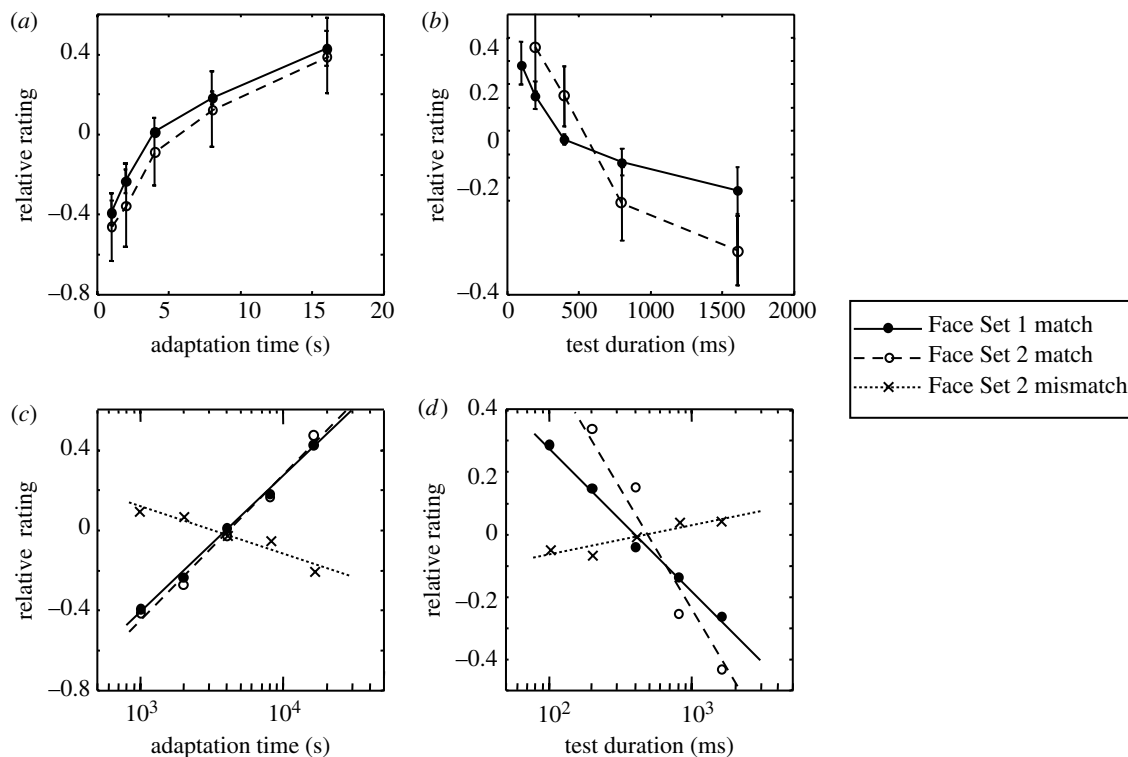 (a)
0.4
0
−0.4
−0.8
relative rating
0 5 10 15 20
adaptation time (s)
(b)
0.4
0.2
0
−0.2
−0.4
relative rating
0 500 1000 1500 2000
test duration (ms)
Face Set 1 match
Face Set 2 match
Face Set 2 mismatch
(c)
0.4
0
−0.4
−0.8
relative rating
10³ 10⁴
adaptation time (s)
(d)
0.4
0.2
0
−0.2
−0.4
relative rating
10² 10³
test duration (ms)